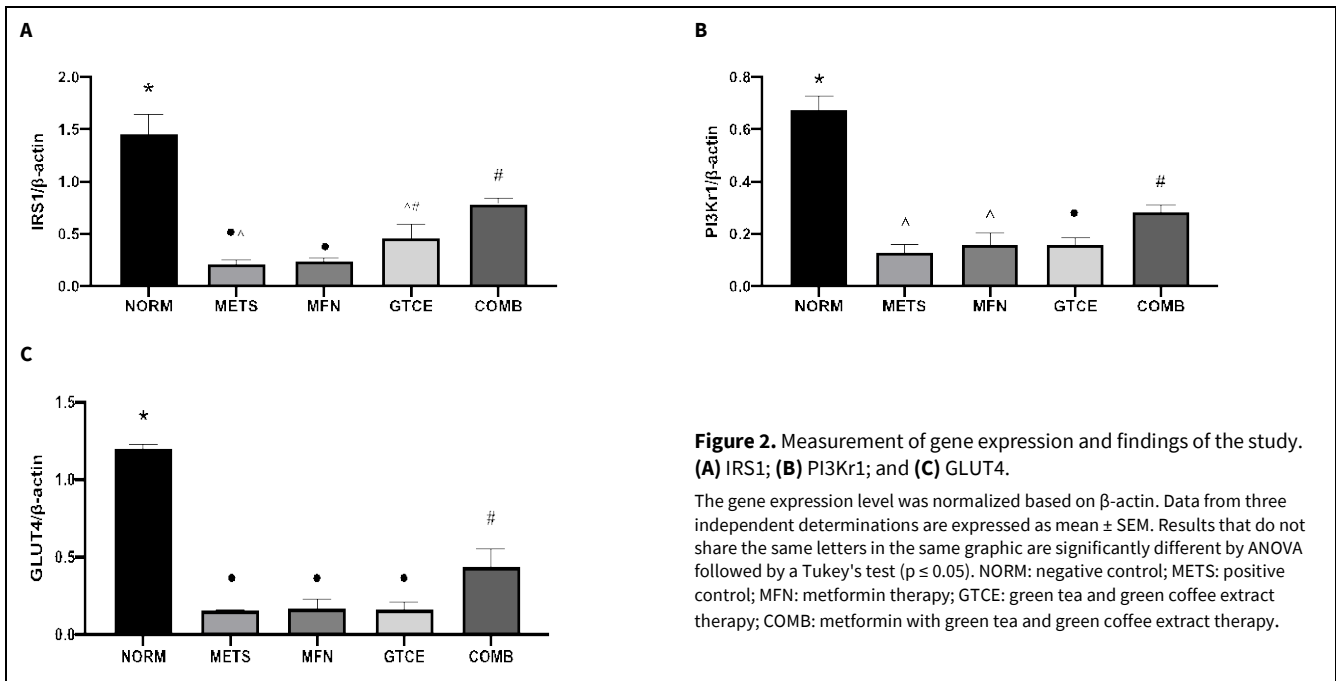 A
2.0
*
1.5
1.0
#
^#
0.5
• ^
•
0.0
IRS1/β-actin
NORM METS MFN GTCE COMB
B
0.8
*
0.6
0.4
#
^ ^ •
0.2
0.0
PI3Kr1/β-actin
NORM METS MFN GTCE COMB
C
1.5
*
1.0
#
0.5
• • •
0.0
GLUT4/β-actin
NORM METS MFN GTCE COMB
Figure 2. Measurement of gene expression and findings of the study.
(A) IRS1; (B) PI3Kr1; and (C) GLUT4.
The gene expression level was normalized based on β-actin. Data from three
independent determinations are expressed as mean ± SEM. Results that do not
share the same letters in the same graphic are significantly different by ANOVA
followed by a Tukey's test (p ≤ 0.05). NORM: negative control; METS: positive
control; MFN: metformin therapy; GTCE: green tea and green coffee extract
therapy; COMB: metformin with green tea and green coffee extract therapy.